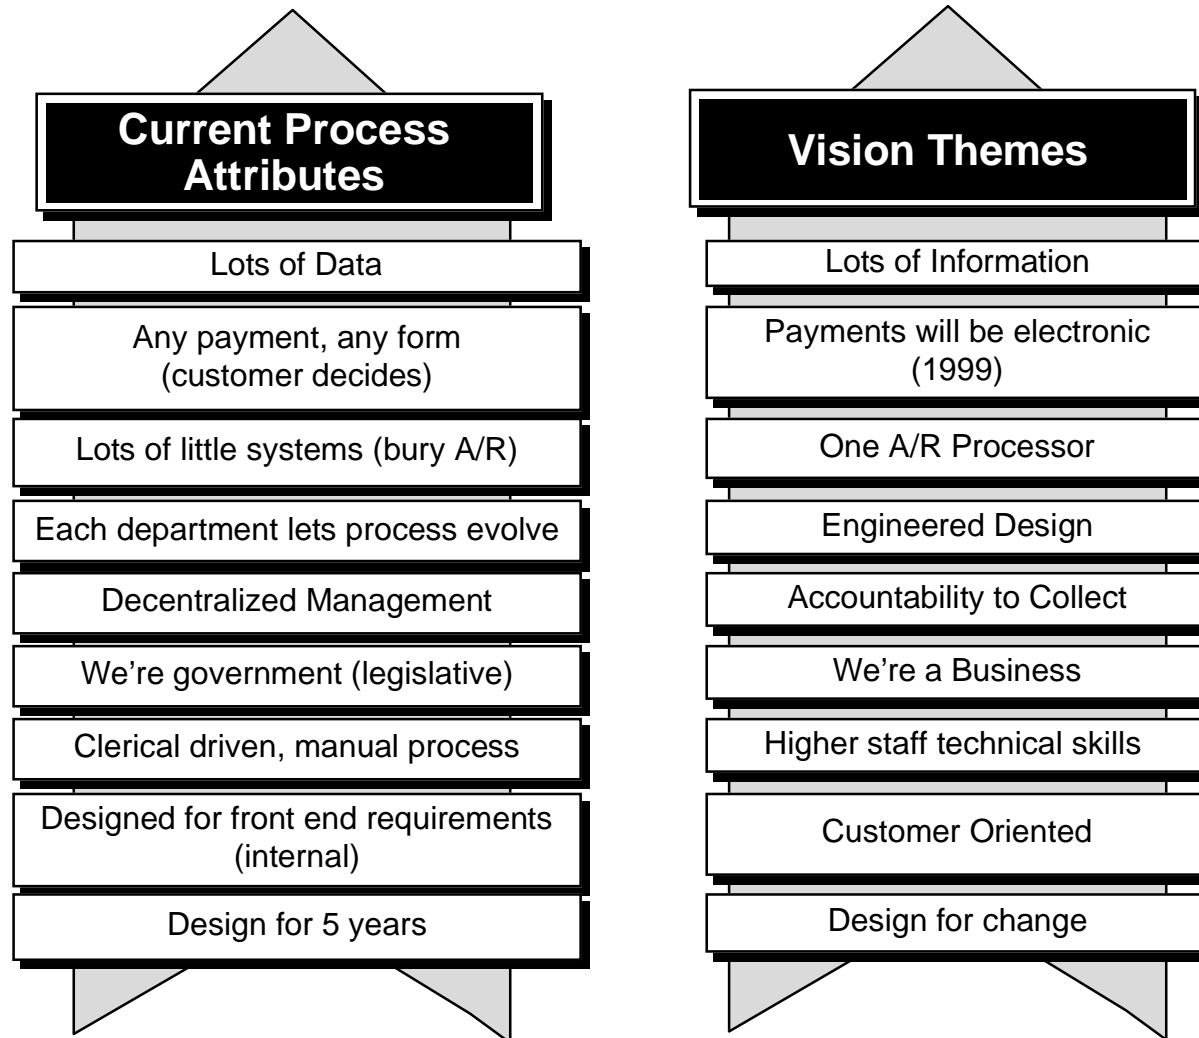 Current Process
Attributes
Lots of Data
Any payment, any form
(customer decides)
Lots of little systems (bury A/R)
Each department lets process evolve
Decentralized Management
We’re government (legislative)
Clerical driven, manual process
Designed for front end requirements
(internal)
Design for 5 years
Vision Themes
Lots of Information
Payments will be electronic
(1999)
One A/R Processor
Engineered Design
Accountability to Collect
We’re a Business
Higher staff technical skills
Customer Oriented
Design for change